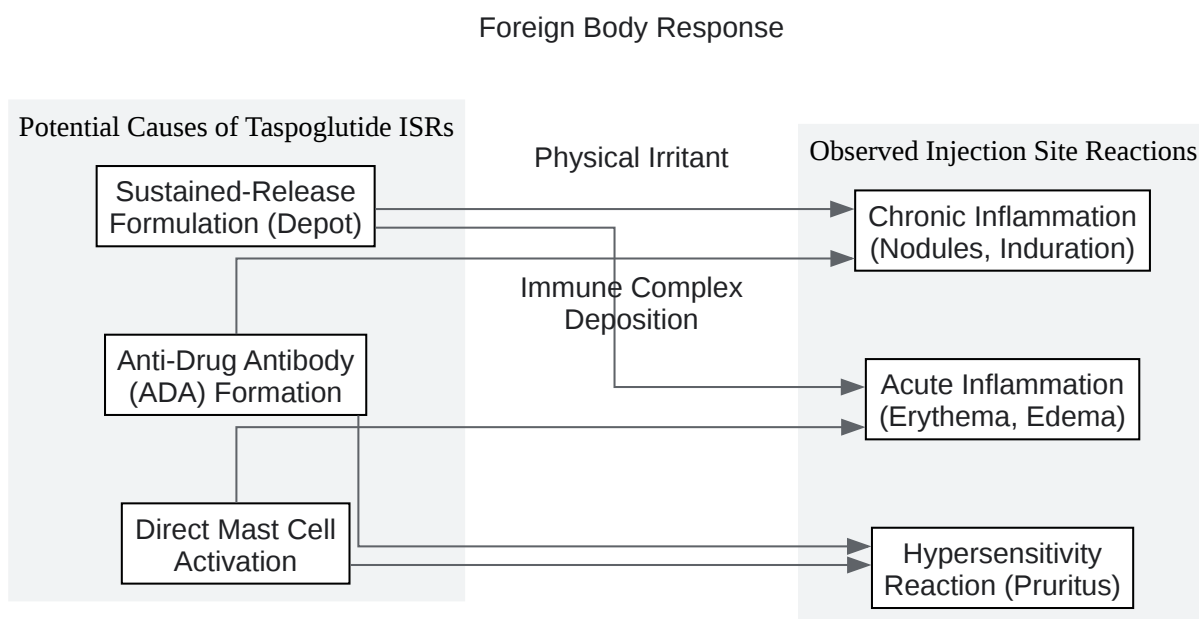 Foreign Body Response
Potential Causes of Taspoglutide ISRs
Sustained-Release
Formulation (Depot)
Anti-Drug Antibody
(ADA) Formation
Direct Mast Cell
Activation
Physical Irritant
Immune Complex
Deposition
Observed Injection Site Reactions
Chronic Inflammation
(Nodules, Induration)
Acute Inflammation
(Erythema, Edema)
Hypersensitivity
Reaction (Pruritus)